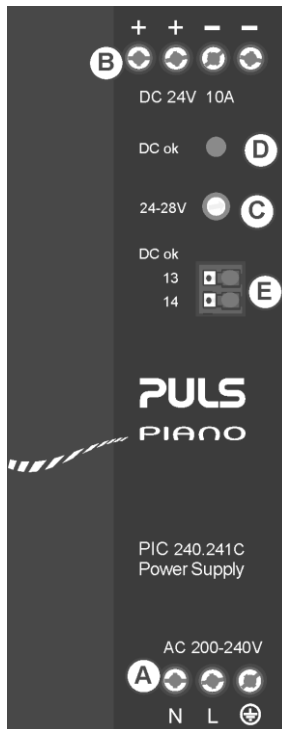 + + − −
B
DC 24V 10A
DC ok
D
24-28V
C
DC ok
13
14
E
PULS
PIANO
PIC 240.241C
Power Supply
AC 200-240V
A
N L